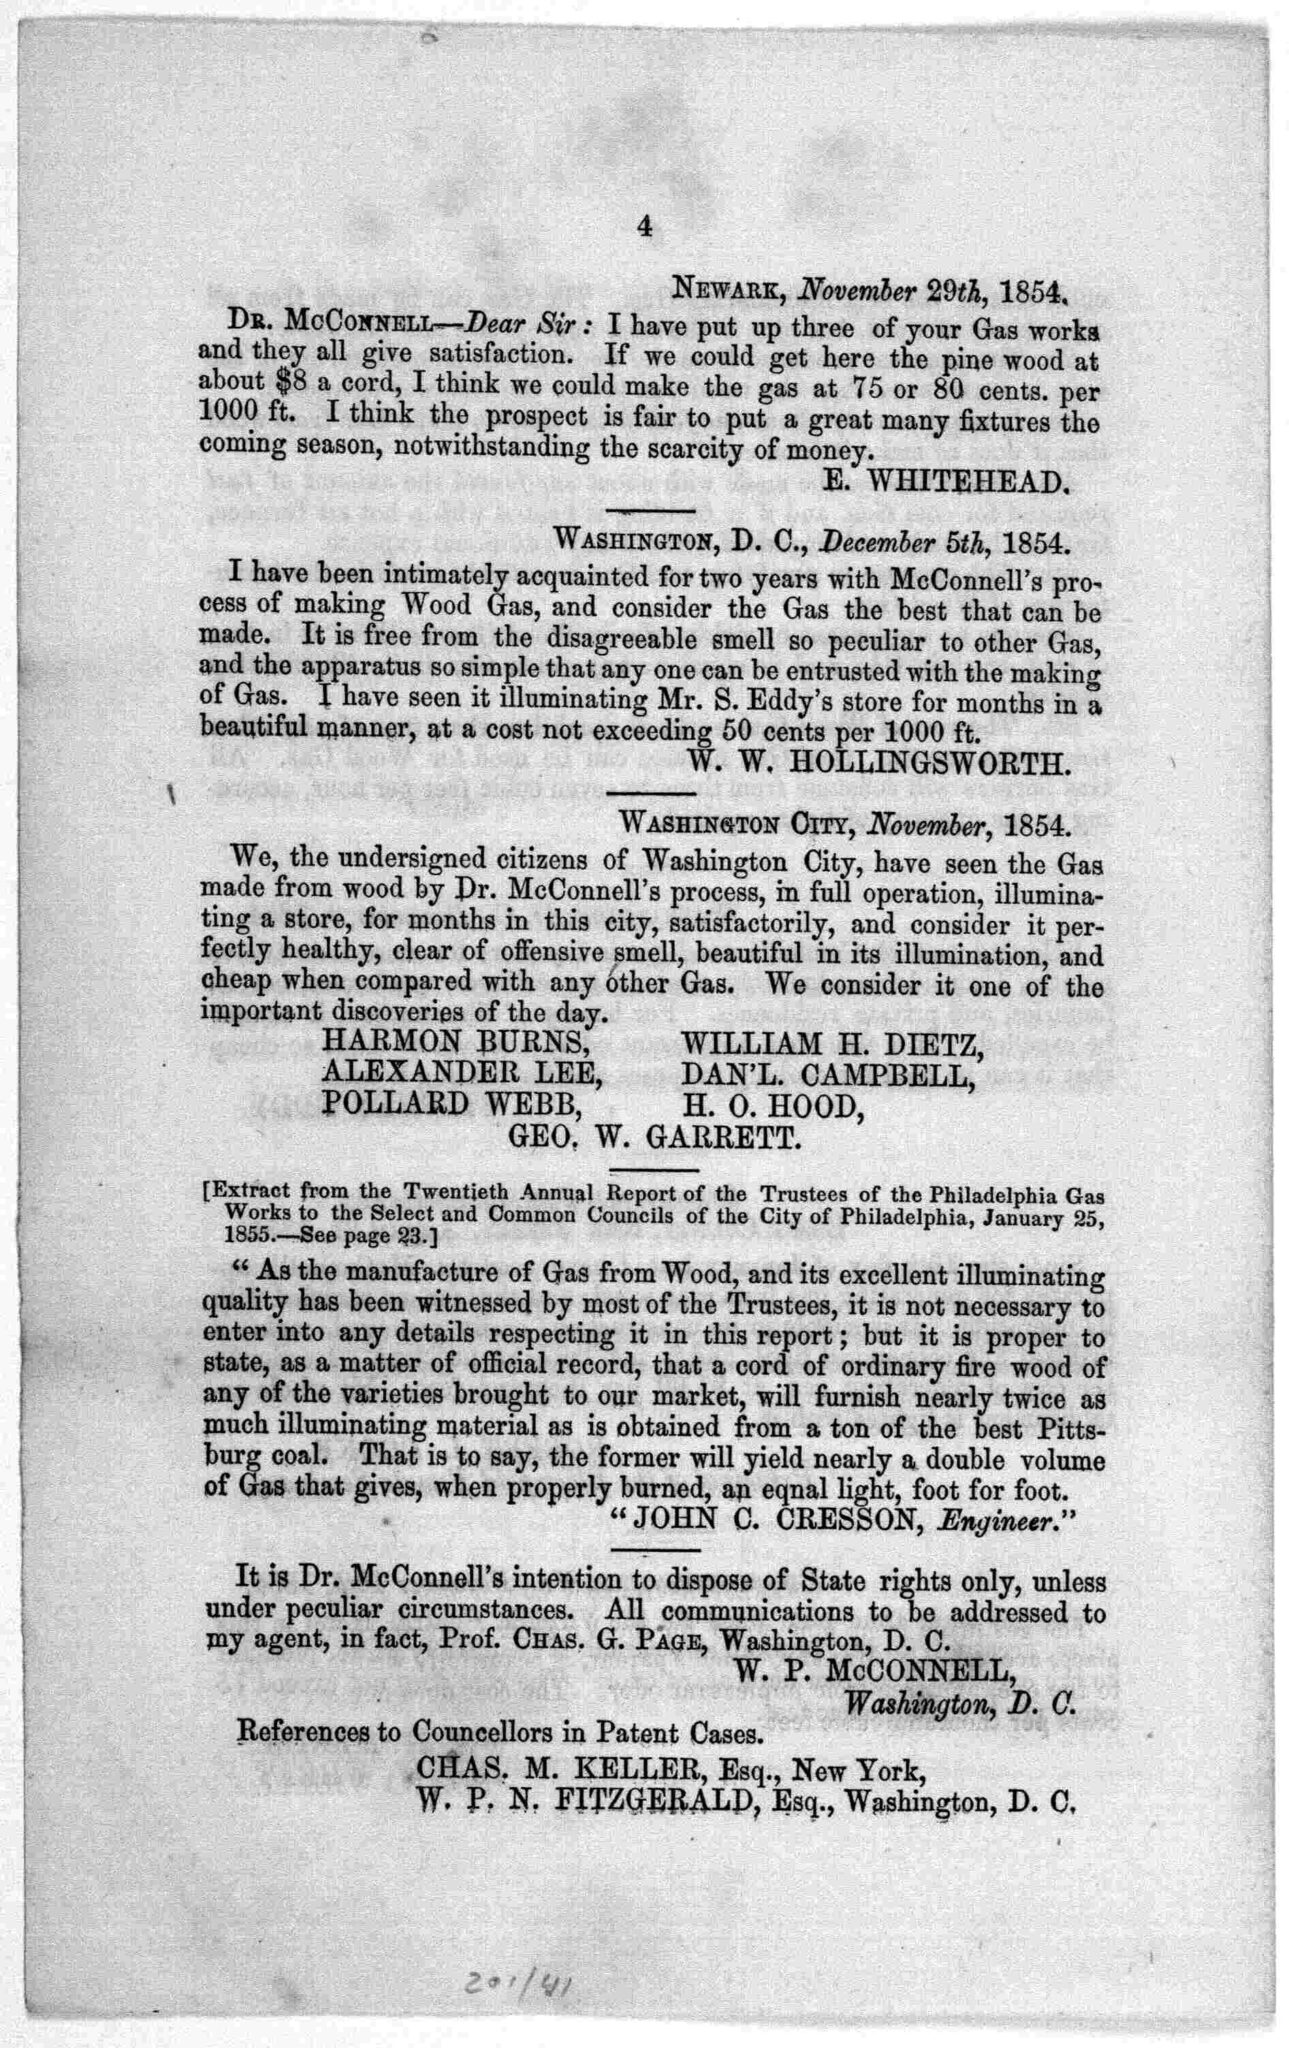 4
NEWARK, November 29th, 1854.
DR. MCCONNELL—Dear Sir: I have put up three of your Gas works
and they all give satisfaction. If we could get here the pine wood at
about $8 a cord, I think we could make the gas at 75 or 80 cents. per
1000 ft. I think the prospect is fair to put a great many fixtures the
coming season, notwithstanding the scarcity of money.
E. WHITEHEAD.
WASHINGTON, D. C., December 5th, 1854.
I have been intimately acquainted for two years with McConnell's pro-
cess of making Wood Gas, and consider the Gas the best that can be
made. It is free from the disagreeable smell so peculiar to other Gas,
and the apparatus so simple that any one can be entrusted with the making
of Gas. I have seen it illuminating Mr. S. Eddy's store for months in a
beautiful manner, at a cost not exceeding 50 cents per 1000 ft.
W. W. HOLLINGSWORTH.
WASHINGTON CITY, November, 1854.
We, the undersigned citizens of Washington City, have seen the Gas
made from wood by Dr. McConnell's process, in full operation, illumina-
ting a store, for months in this city, satisfactorily, and consider it per-
fectly healthy, clear of offensive smell, beautiful in its illumination, and
cheap when compared with any other Gas. We consider it one of the
important discoveries of the day.
HARMON BURNS, WILLIAM H. DIETZ,
ALEXANDER LEE, DAN'L. CAMPBELL,
POLLARD WEBB, H. O. HOOD,
GEO. W. GARRETT.
[Extract from the Twentieth Annual Report of the Trustees of the Philadelphia Gas
Works to the Select and Common Councils of the City of Philadelphia, January 25,
1855.—See page 23.]
"As the manufacture of Gas from Wood, and its excellent illuminating
quality has been witnessed by most of the Trustees, it is not necessary to
enter into any details respecting it in this report; but it is proper to
state, as a matter of official record, that a cord of ordinary fire wood of
any of the varieties brought to our market, will furnish nearly twice as
much illuminating material as is obtained from a ton of the best Pitts-
burg coal. That is to say, the former will yield nearly a double volume
of Gas that gives, when properly burned, an eqnal light, foot for foot.
"JOHN C. CRESSON, Engineer."
It is Dr. McConnell's intention to dispose of State rights only, unless
under peculiar circumstances. All communications to be addressed to
my agent, in fact, Prof. CHAS. G. PAGE, Washington, D. C.
W. P. McCONNELL,
Washington, D. C.
References to Councellors in Patent Cases.
CHAS. M. KELLER, Esq., New York,
W. P. N. FITZGERALD, Esq., Washington, D. C.
201/41